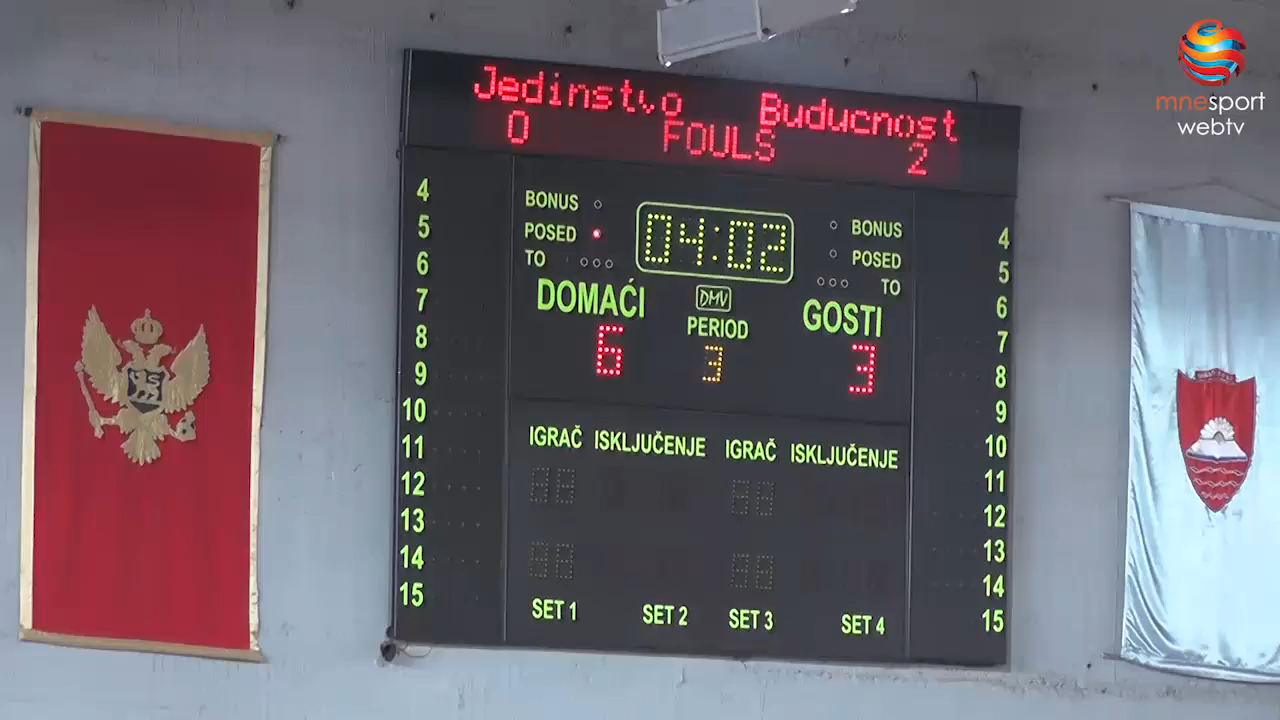 mnesport
webtv
Jedinstvo Buducnost
0 FOULS 2
BONUS 04:02 BONUS
POSED POSED
TO TO
DOMAĆI DMV GOSTI
PERIOD
6 3 3
4
5
6
7
8
9
10
11
12
13
14
15
4
5
6
7
8
9
10
11
12
13
14
15
IGRAČ ISKLJUČENJE IGRAČ ISKLJUČENJE
SET 1 SET 2 SET 3 SET 4